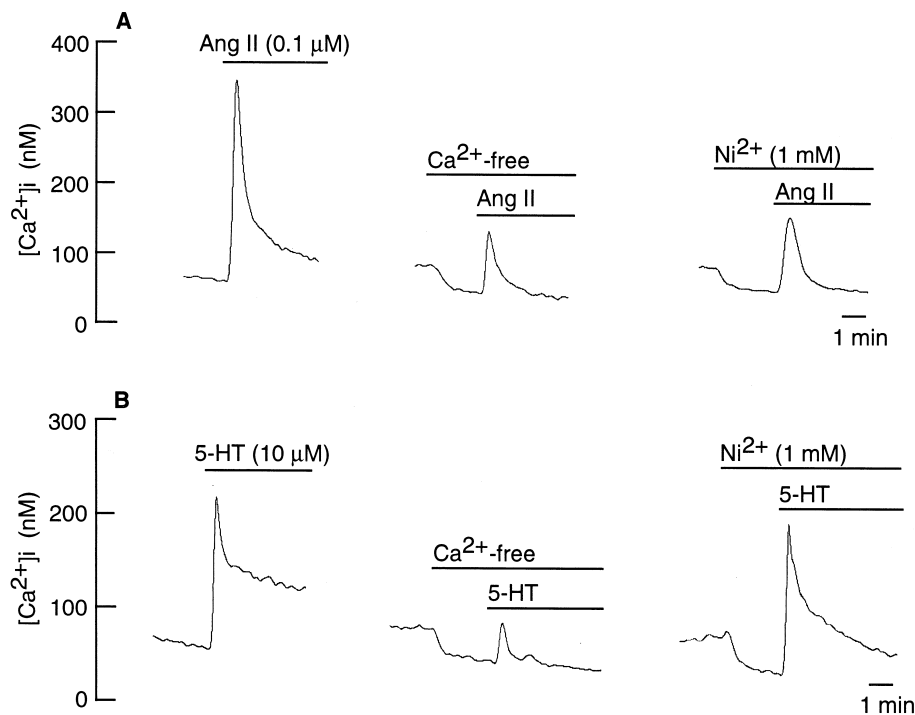 A
400
300
200
100
0
[Ca2+]i (nM)
Ang II (0.1 μM)
Ca2+-free
Ang II
Ni2+ (1 mM)
Ang II
1 min
B
300
200
100
0
[Ca2+]i (nM)
5-HT (10 μM)
Ca2+-free
5-HT
Ni2+ (1 mM)
5-HT
1 min